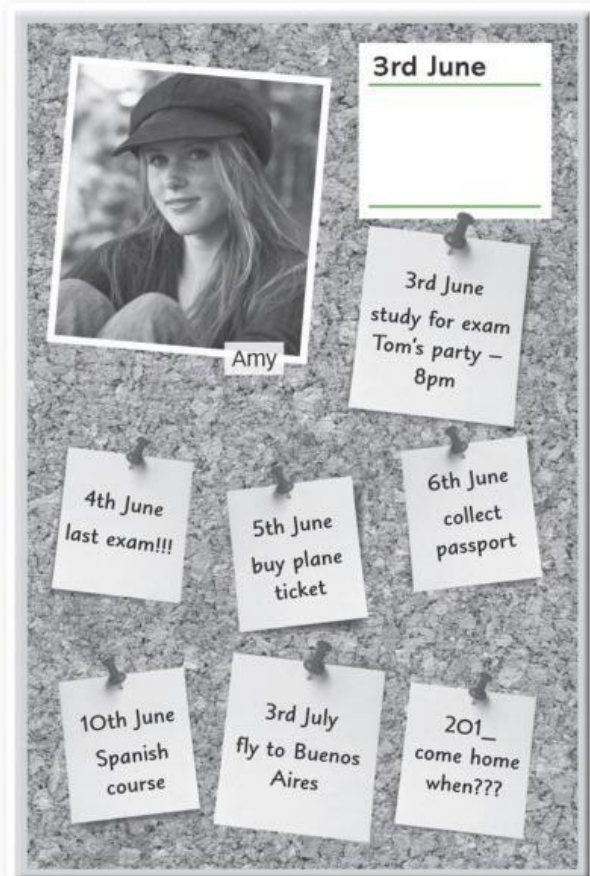 3rd June
Amy
3rd June
study for exam
Tom's party –
8pm
4th June
last exam!!!
5th June
buy plane
ticket
6th June
collect
passport
10th June
Spanish
course
3rd July
fly to Buenos
Aires
201_
come home
when???